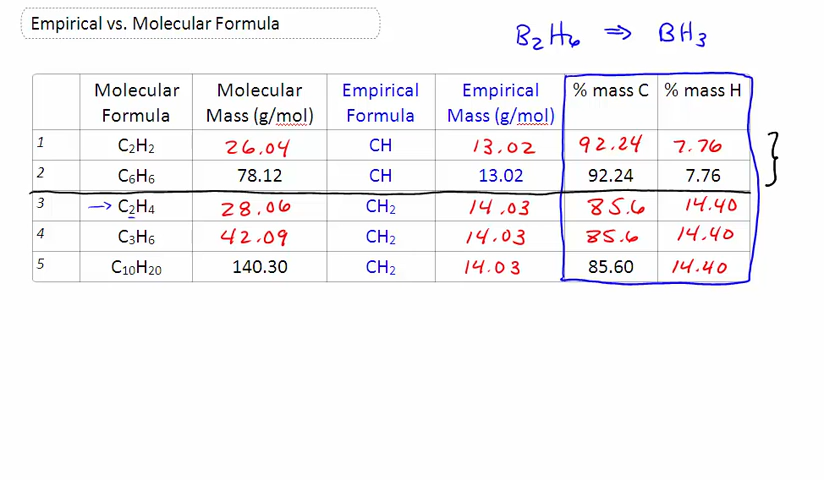 Empirical vs. Molecular Formula
B₂H₆ ⇒ BH₃
Molecular Formula Molecular Mass (g/mol) Empirical Formula Empirical Mass (g/mol) % mass C % mass H
1 C₂H₂ 26.04 CH 13.02 92.24 7.76
2 C₆H₆ 78.12 CH 13.02 92.24 7.76
3 → C₂H₄ 28.06 CH₂ 14.03 85.6 14.40
4 C₃H₆ 42.09 CH₂ 14.03 85.6 14.40
5 C₁₀H₂₀ 140.30 CH₂ 14.03 85.60 14.40